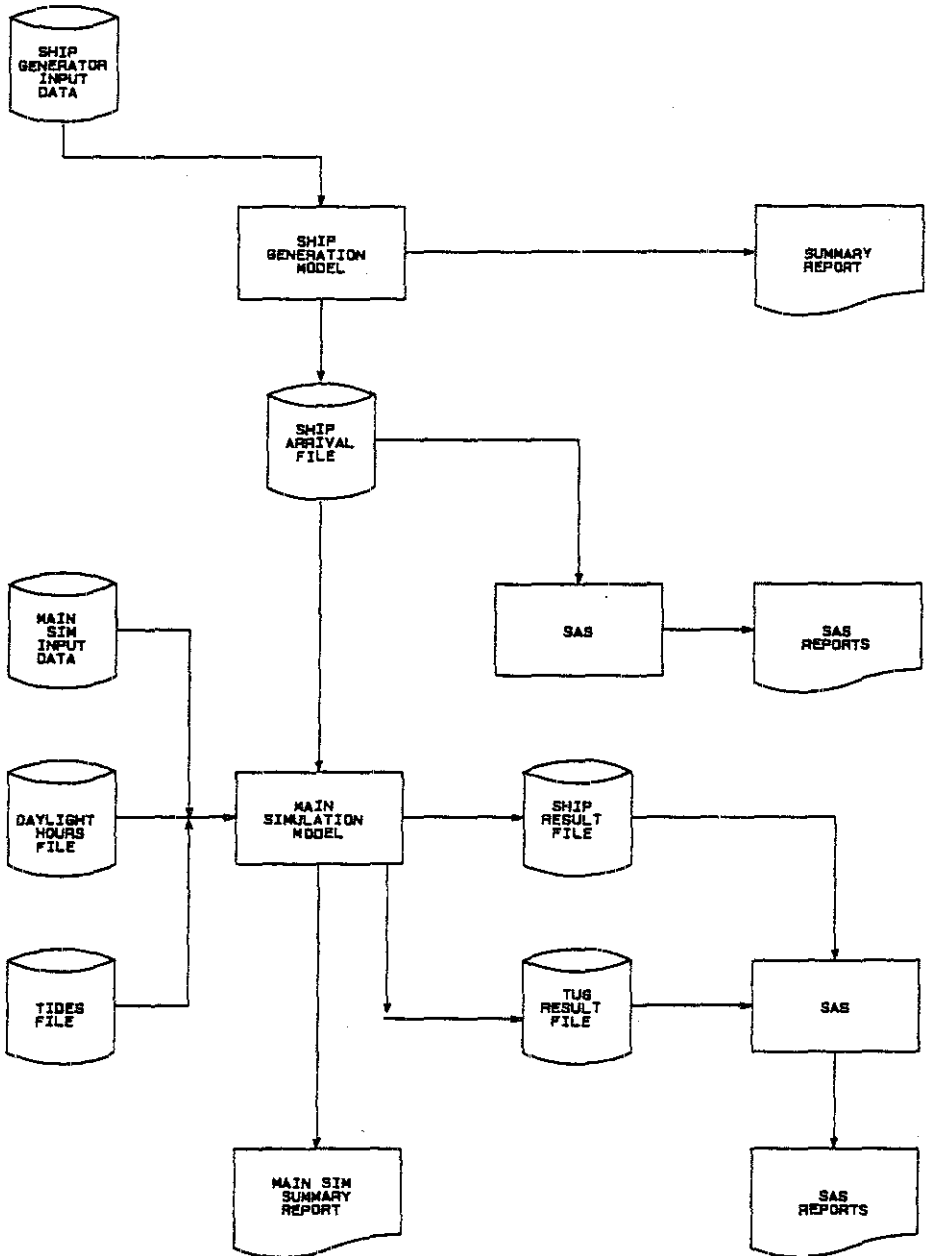 SHIP
GENERATOR
INPUT
DATA
SHIP
GENERATION
MODEL
SUMMARY
REPORT
SHIP
ARRIVAL
FILE
MAIN
SIM
INPUT
DATA
SAS
SAS
REPORTS
DAYLIGHT
HOURS
FILE
MAIN
SIMULATION
MODEL
SHIP
RESULT
FILE
TIDES
FILE
TUG
RESULT
FILE
SAS
MAIN SIM
SUMMARY
REPORT
SAS
REPORTS